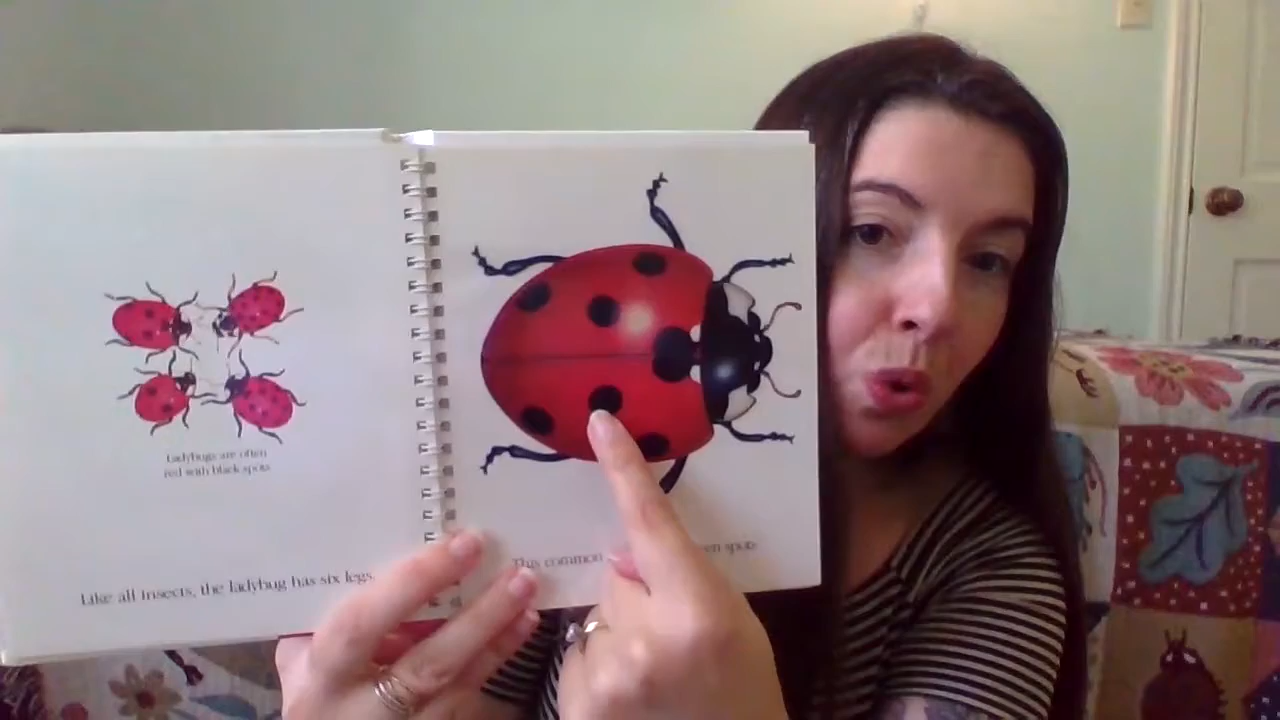 Ladybugs are often
red with black spots
Like all insects, the ladybug has six legs.
This common spots